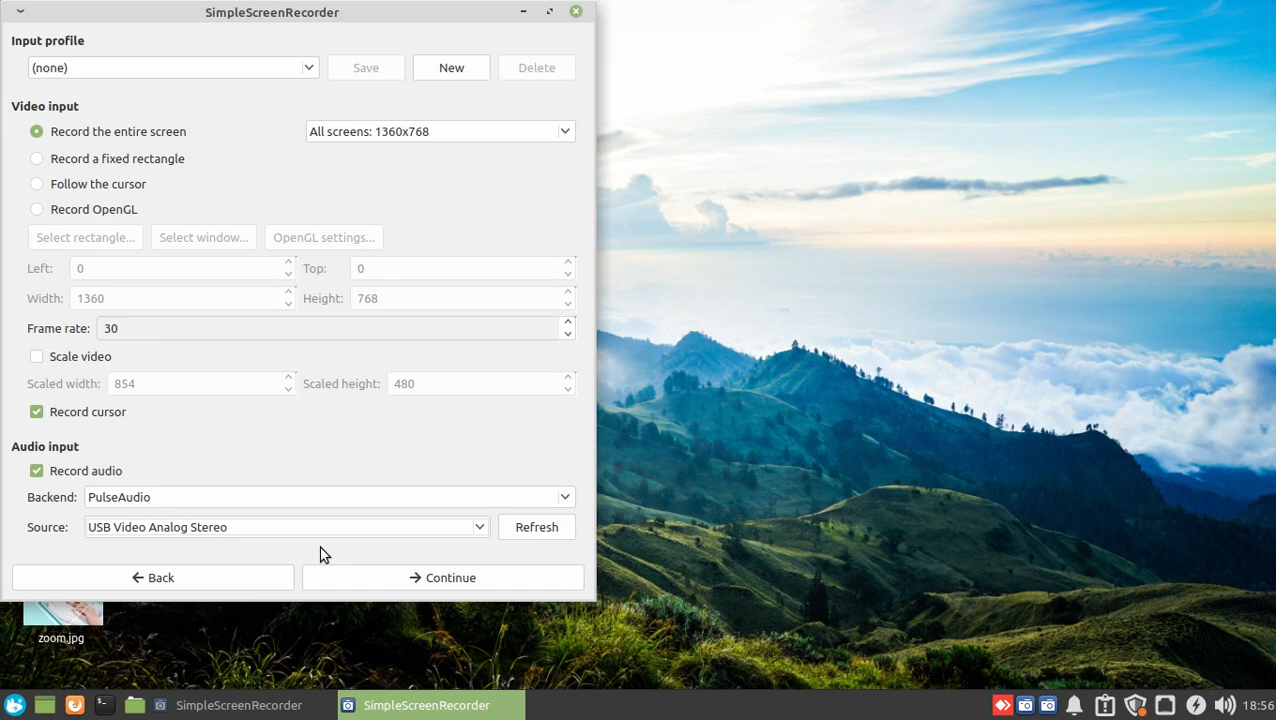 SimpleScreenRecorder
Input profile
(none) Save New Delete
Video input
Record the entire screen All screens: 1360x768
Record a fixed rectangle
Follow the cursor
Record OpenGL
Select rectangle... Select window... OpenGL settings...
Left: 0 Top: 0
Width: 1360 Height: 768
Frame rate: 30
Scale video
Scaled width: 854 Scaled height: 480
Record cursor
Audio input
Record audio
Backend: PulseAudio
Source: USB Video Analog Stereo Refresh
Back Continue
zoom.jpg
SimpleScreenRecorder SimpleScreenRecorder 18:56